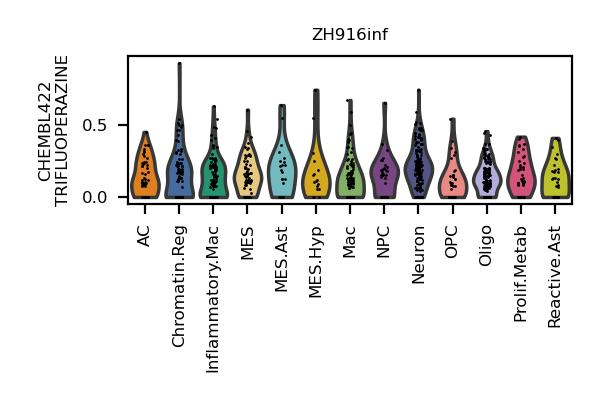 ZH916inf
CHEMBL422
TRIFLUOPERAZINE
0.5
0.0
AC
Chromatin.Reg
Inflammatory.Mac
MES
MES.Ast
MES.Hyp
Mac
NPC
Neuron
OPC
Oligo
Prolif.Metab
Reactive.Ast